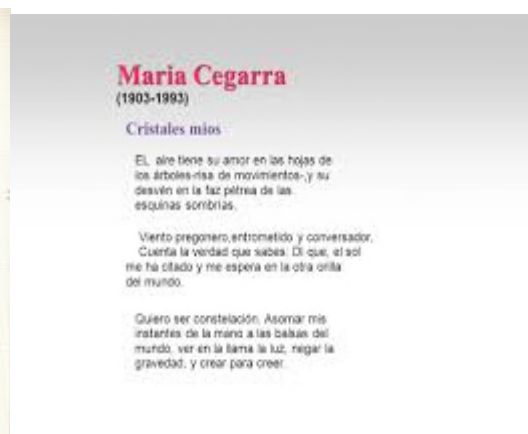 Maria Cegarra
(1903-1993)
Cristales mios
EL aire tiene su amor en las hojas de
los árboles-risa de movimientos-,y su
desvén en la faz pétrea de las
esquinas sombrias.
Viento pregonero,entrometido y conversador,
Cuenta la verdad que sabes: Di que, el sol
me ha citado y me espera en la otra orilla
del mundo.
Quiero ser constelación. Asomar mis
instantes de la mano a las balsas del
mundo, ver en la llama la luz, negar la
gravedad, y crear para creer.